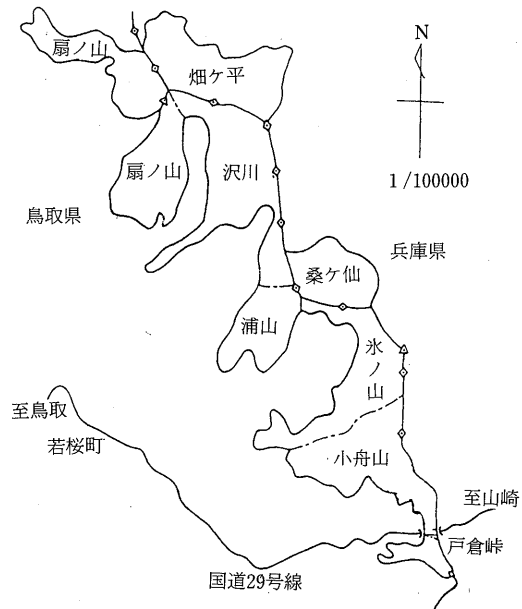 扇ノ山
畑ケ平
N
1/100000
扇ノ山
沢川
鳥取県
兵庫県
桑ケ仙
浦山
氷ノ山
至鳥取
若桜町
小舟山
至山崎
戸倉峠
国道29号線